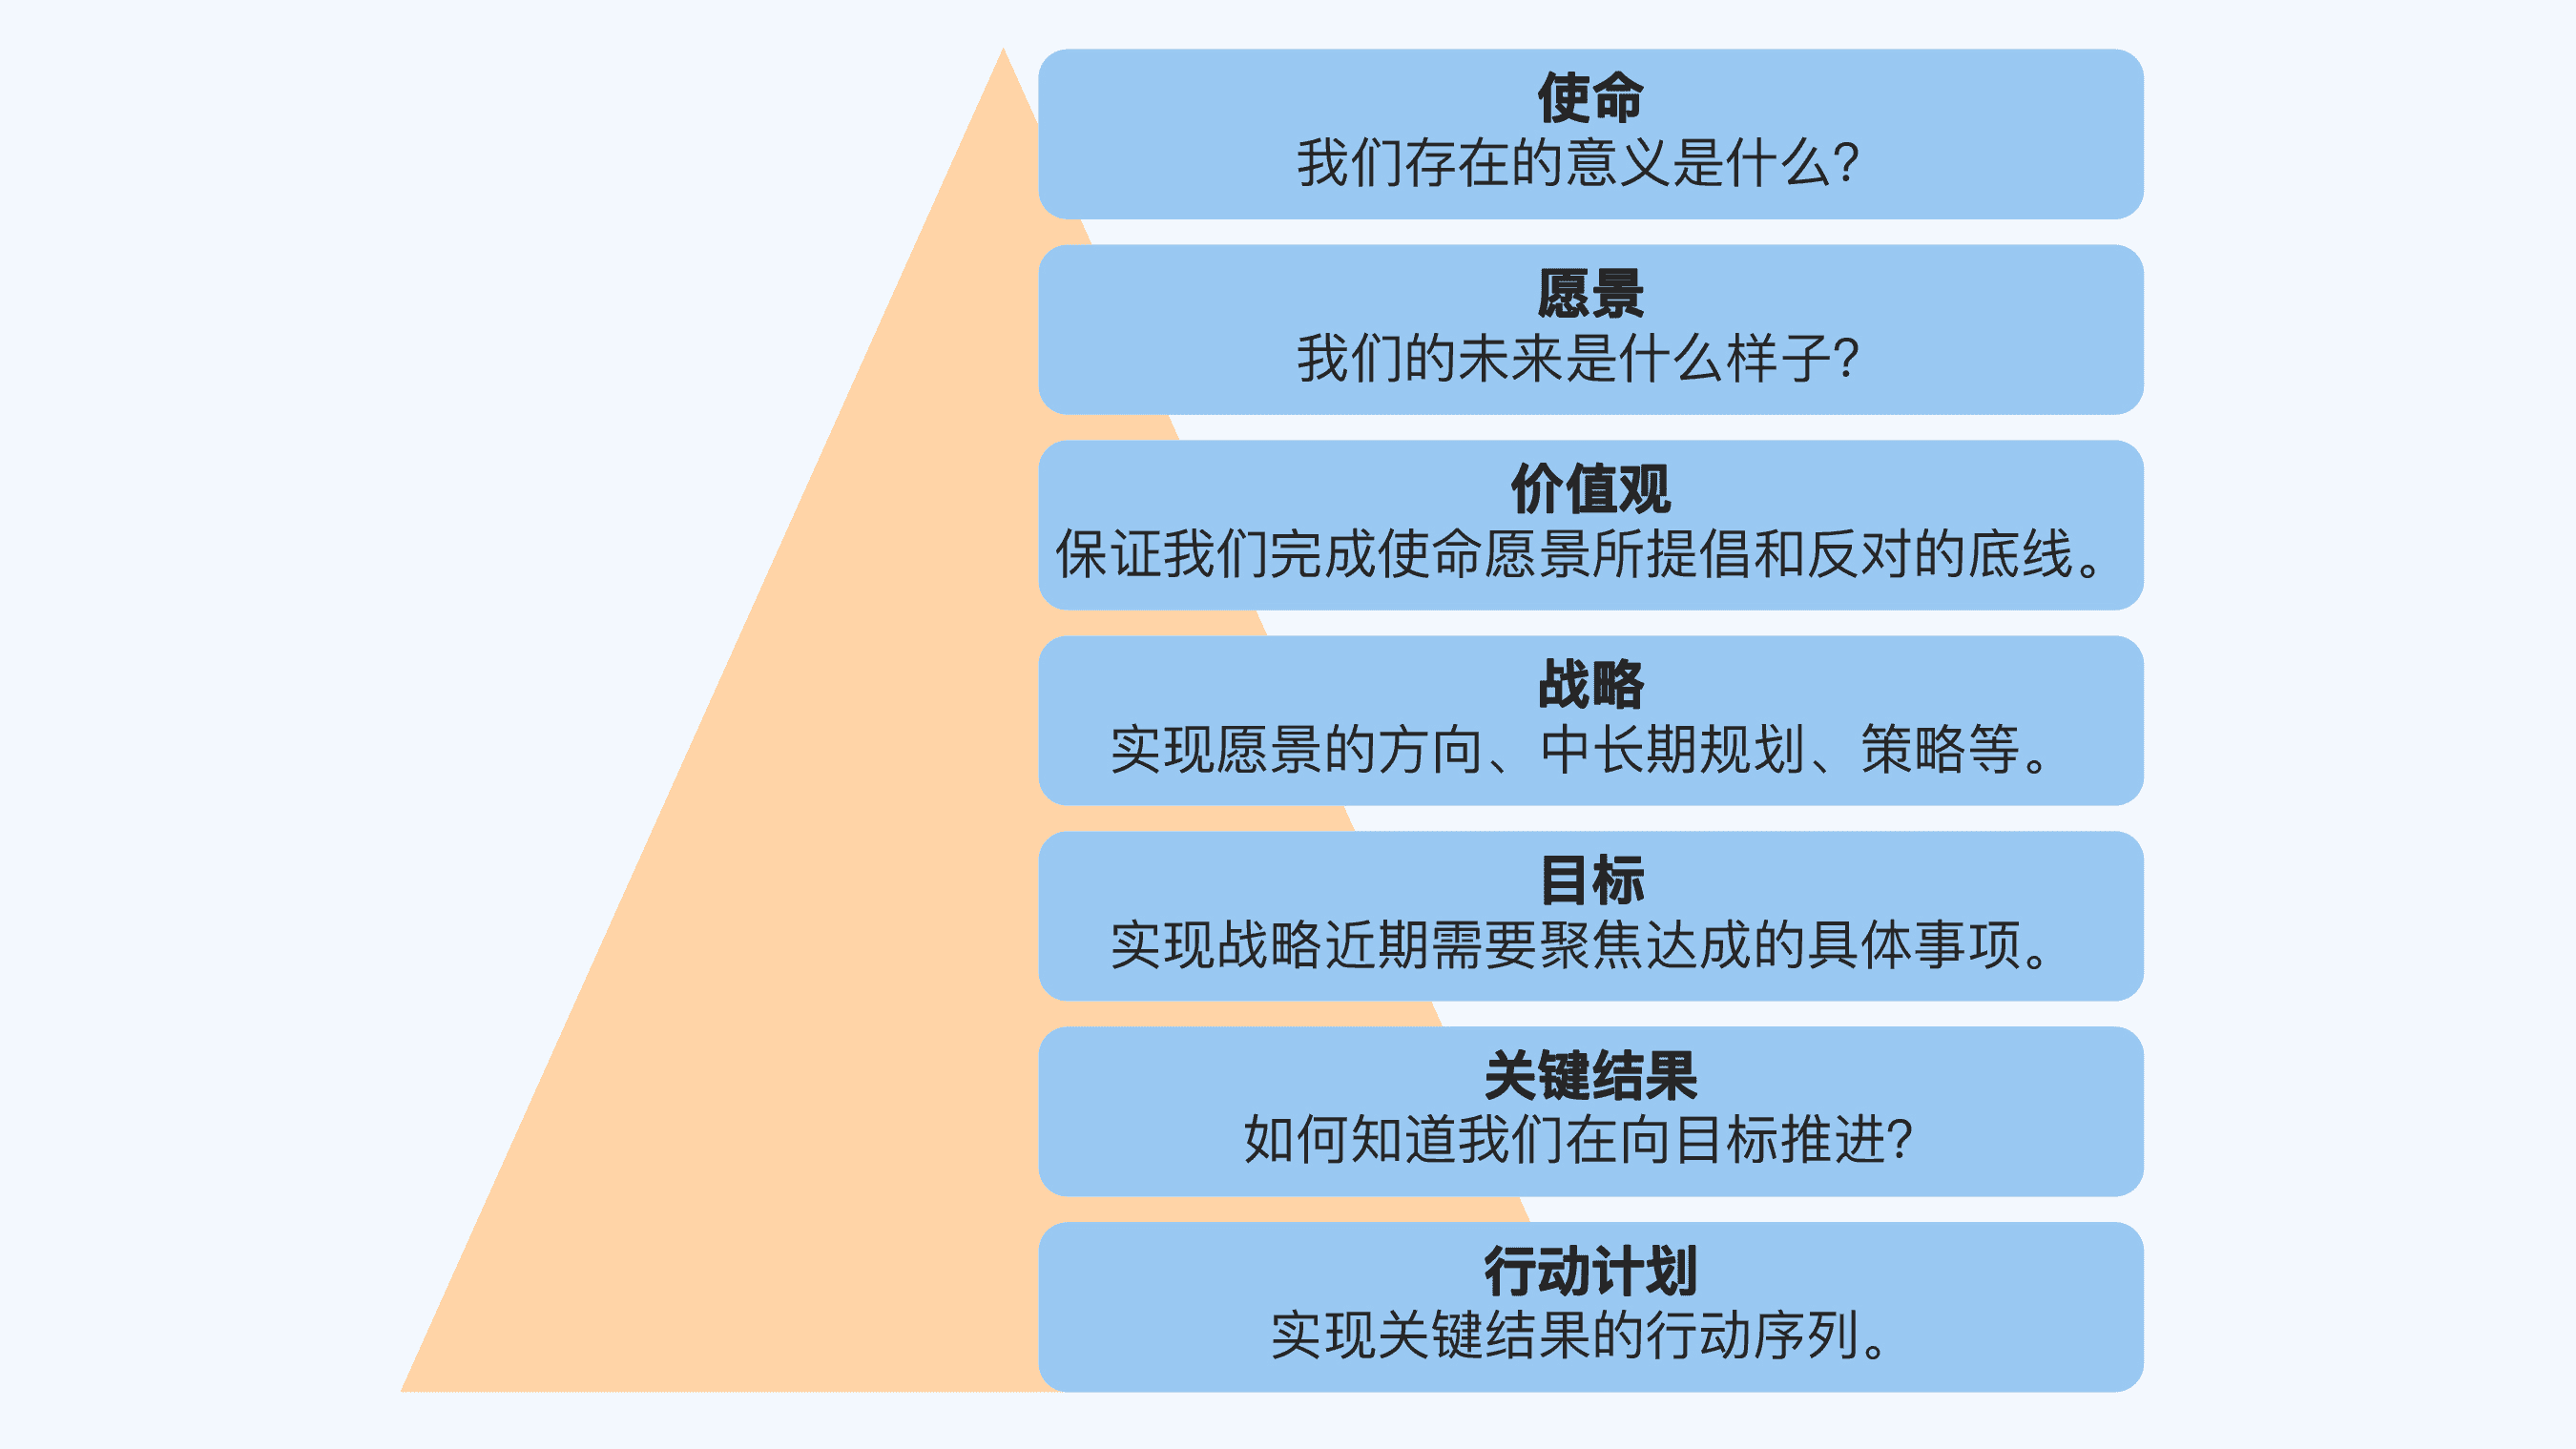 使命
我们存在的意义是什么?
愿景
我们的未来是什么样子?
价值观
保证我们完成使命愿景所提倡和反对的底线。
战略
实现愿景的方向、中长期规划、策略等。
目标
实现战略近期需要聚焦达成的具体事项。
关键结果
如何知道我们在向目标推进?
行动计划
实现关键结果的行动序列。